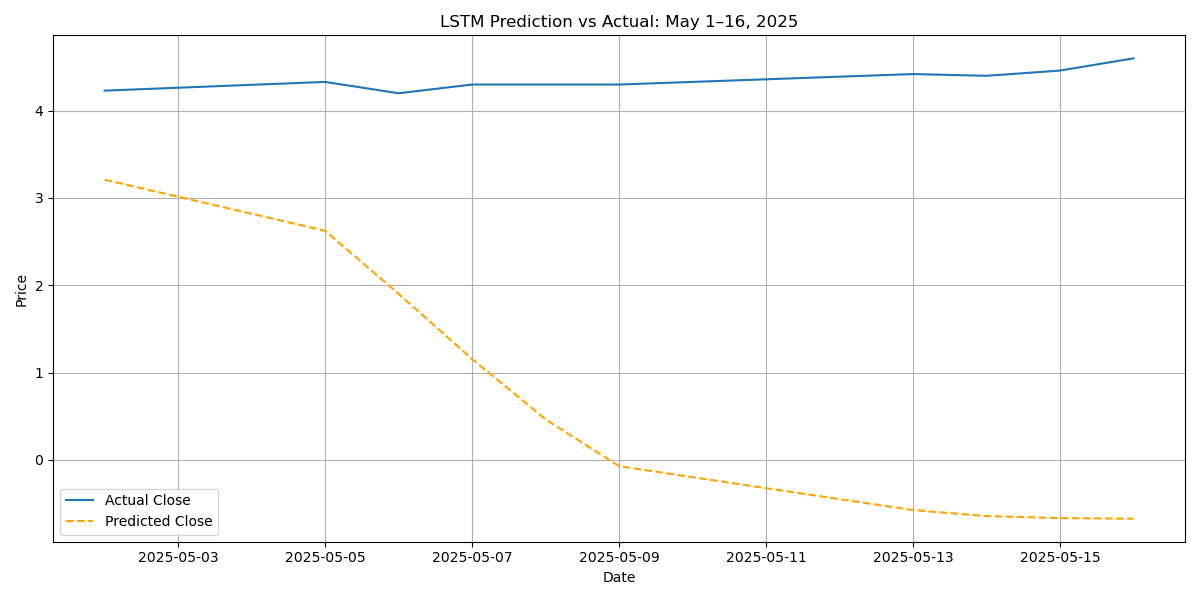 LSTM Prediction vs Actual: May 1–16, 2025
Price
4
3
2
1
0
Actual Close
Predicted Close
2025-05-03 2025-05-05 2025-05-07 2025-05-09 2025-05-11 2025-05-13 2025-05-15
Date